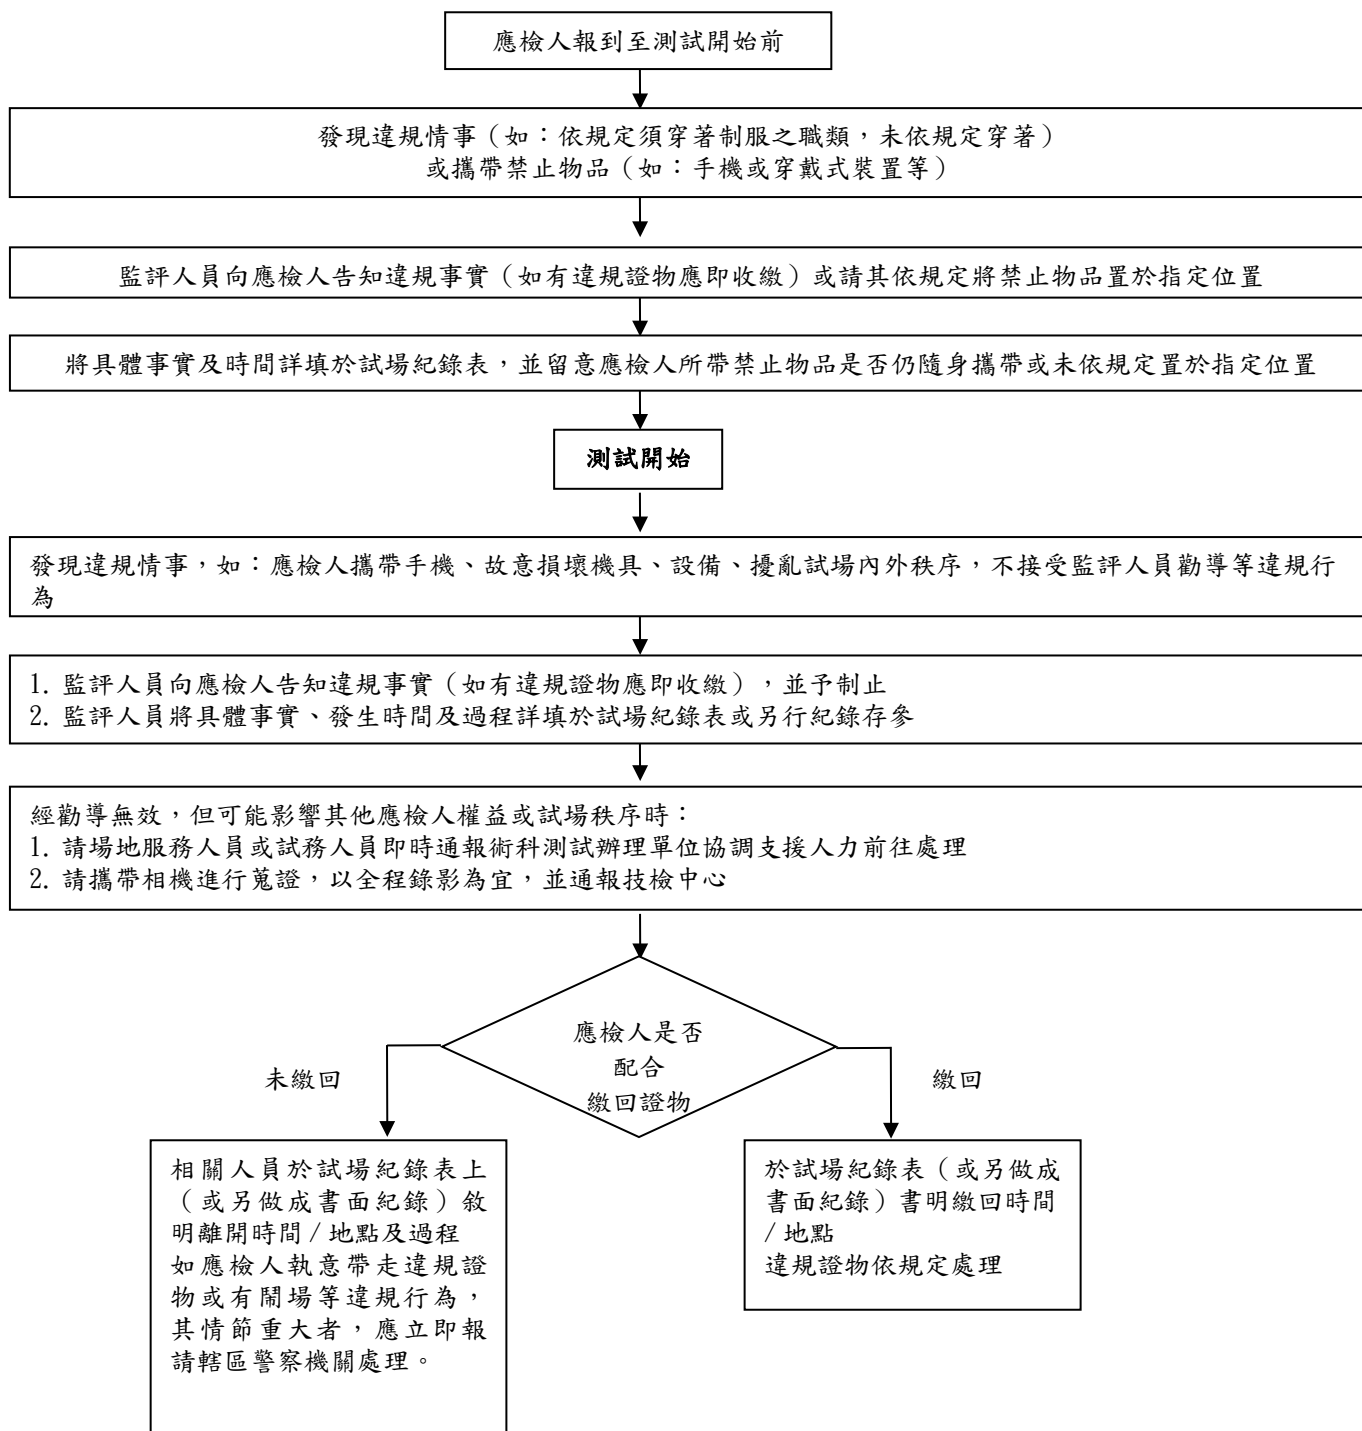 應檢人報到至測試開始前
發現違規情事（如：依規定須穿著制服之職類，未依規定穿著）
或攜帶禁止物品（如：手機或穿戴式裝置等）
監評人員向應檢人告知違規事實（如有違規證物應即收繳）或請其依規定將禁止物品置於指定位置
將具體事實及時間詳填於試場紀錄表，並留意應檢人所帶禁止物品是否仍隨身攜帶或未依規定置於指定位置
測試開始
發現違規情事，如：應檢人攜帶手機、故意損壞機具、設備、擾亂試場內外秩序，不接受監評人員勸導等違規行
為
1. 監評人員向應檢人告知違規事實（如有違規證物應即收繳），並予制止
2. 監評人員將具體事實、發生時間及過程詳填於試場紀錄表或另行紀錄存參
經勸導無效，但可能影響其他應檢人權益或試場秩序時：
1. 請場地服務人員或試務人員即時通報術科測試辦理單位協調支援人力前往處理
2. 請攜帶相機進行蒐證，以全程錄影為宜，並通報技檢中心
應檢人是否
配合
繳回證物
未繳回
繳回
相關人員於試場紀錄表上
（或另做成書面紀錄）敘
明離開時間/地點及過程
如應檢人執意帶走違規證
物或有鬧場等違規行為，
其情節重大者，應立即報
請轄區警察機關處理。
於試場紀錄表（或另做成
書面紀錄）書明繳回時間
/地點
違規證物依規定處理